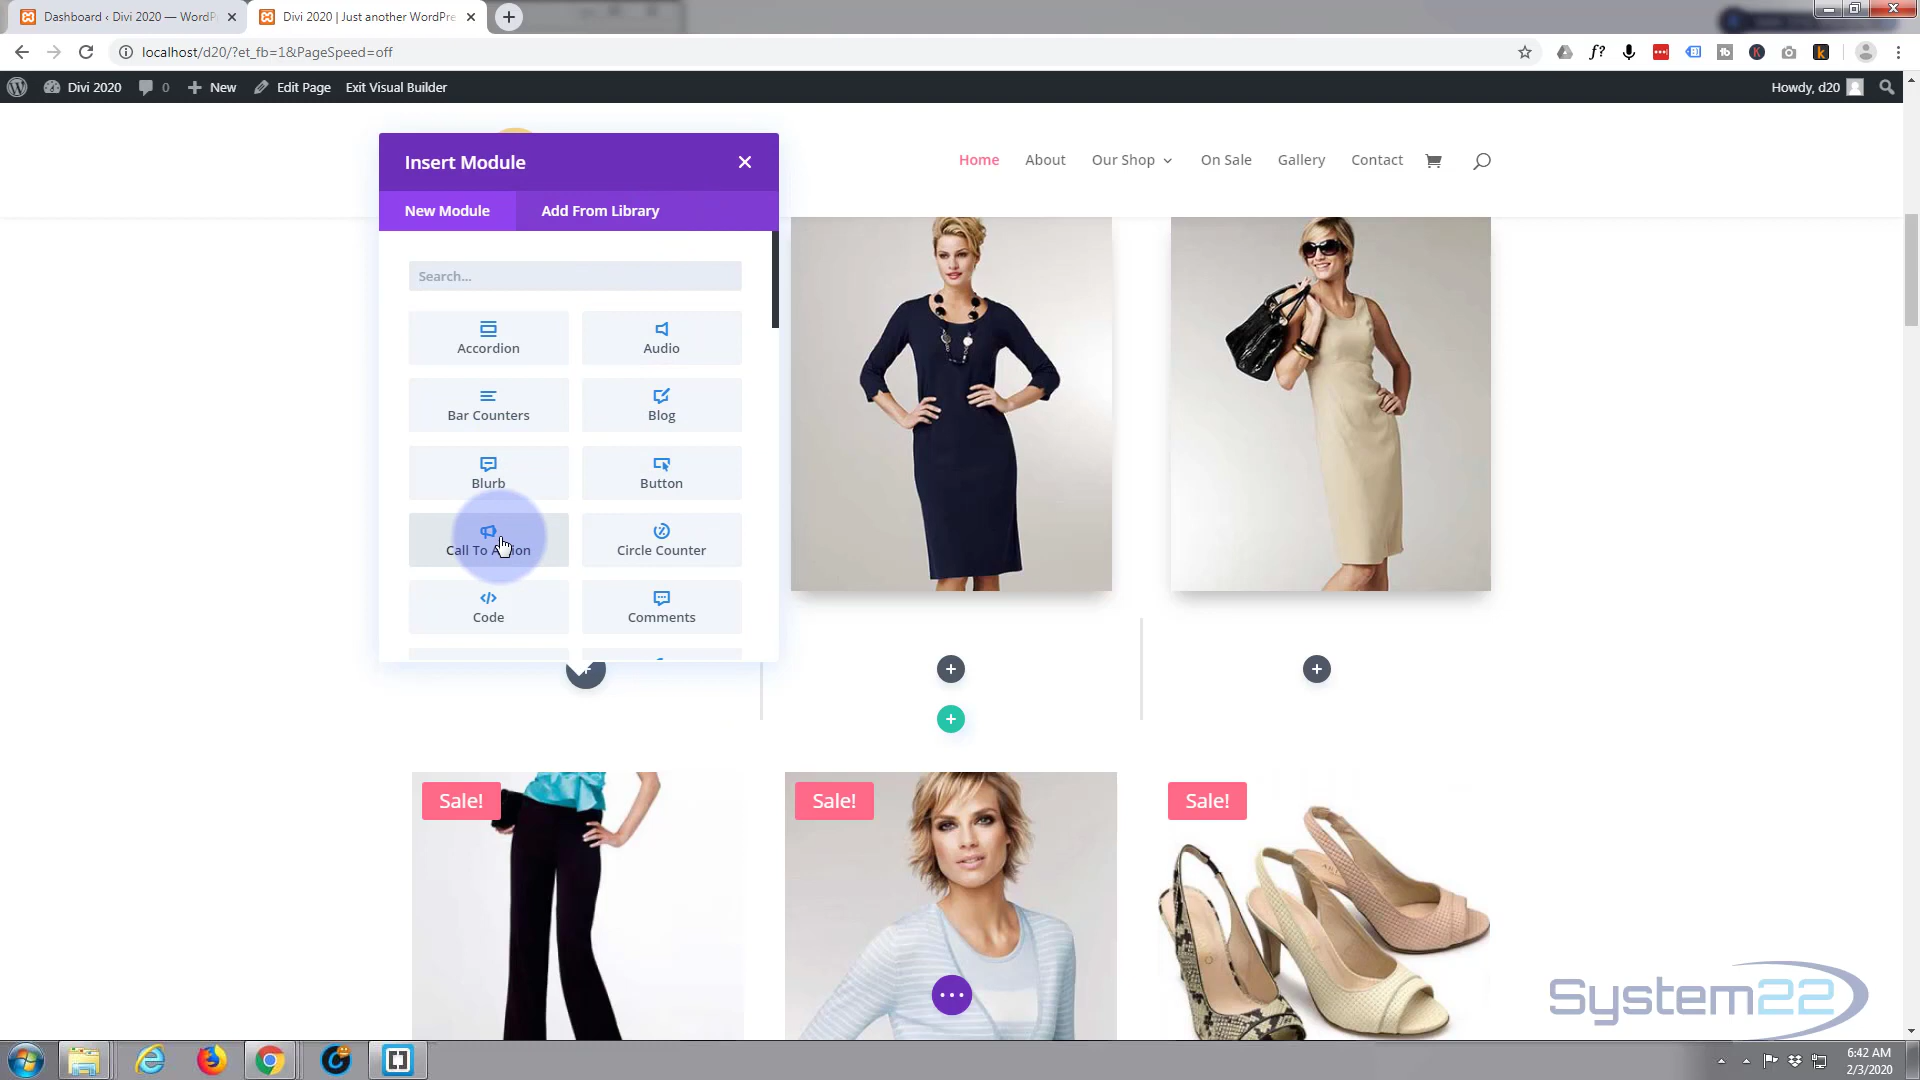 Dashboard ‹ Divi 2020 — WordP
Divi 2020 | Just another WordPre
localhost/d20/?et_fb=1&PageSpeed=off
Divi 2020
0
New
Edit Page
Exit Visual Builder
Howdy, d20
Insert Module
New Module
Add From Library
Search...
Accordion
Audio
Bar Counters
Blog
Blurb
Button
Call To Action
Circle Counter
Code
Comments
Home
About
Our Shop
On Sale
Gallery
Contact
Sale!
Sale!
Sale!
System22
6:42 AM
2/3/2020